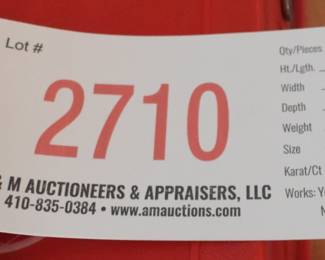 Lot #
2710
& M AUCTIONEERS & APPRAISERS, LLC
410-835-0384 • www.amauctions.com
Qty/Pieces
Ht./Lgth.
Width
Depth
Weight
Size
Karat/Ct
Works: